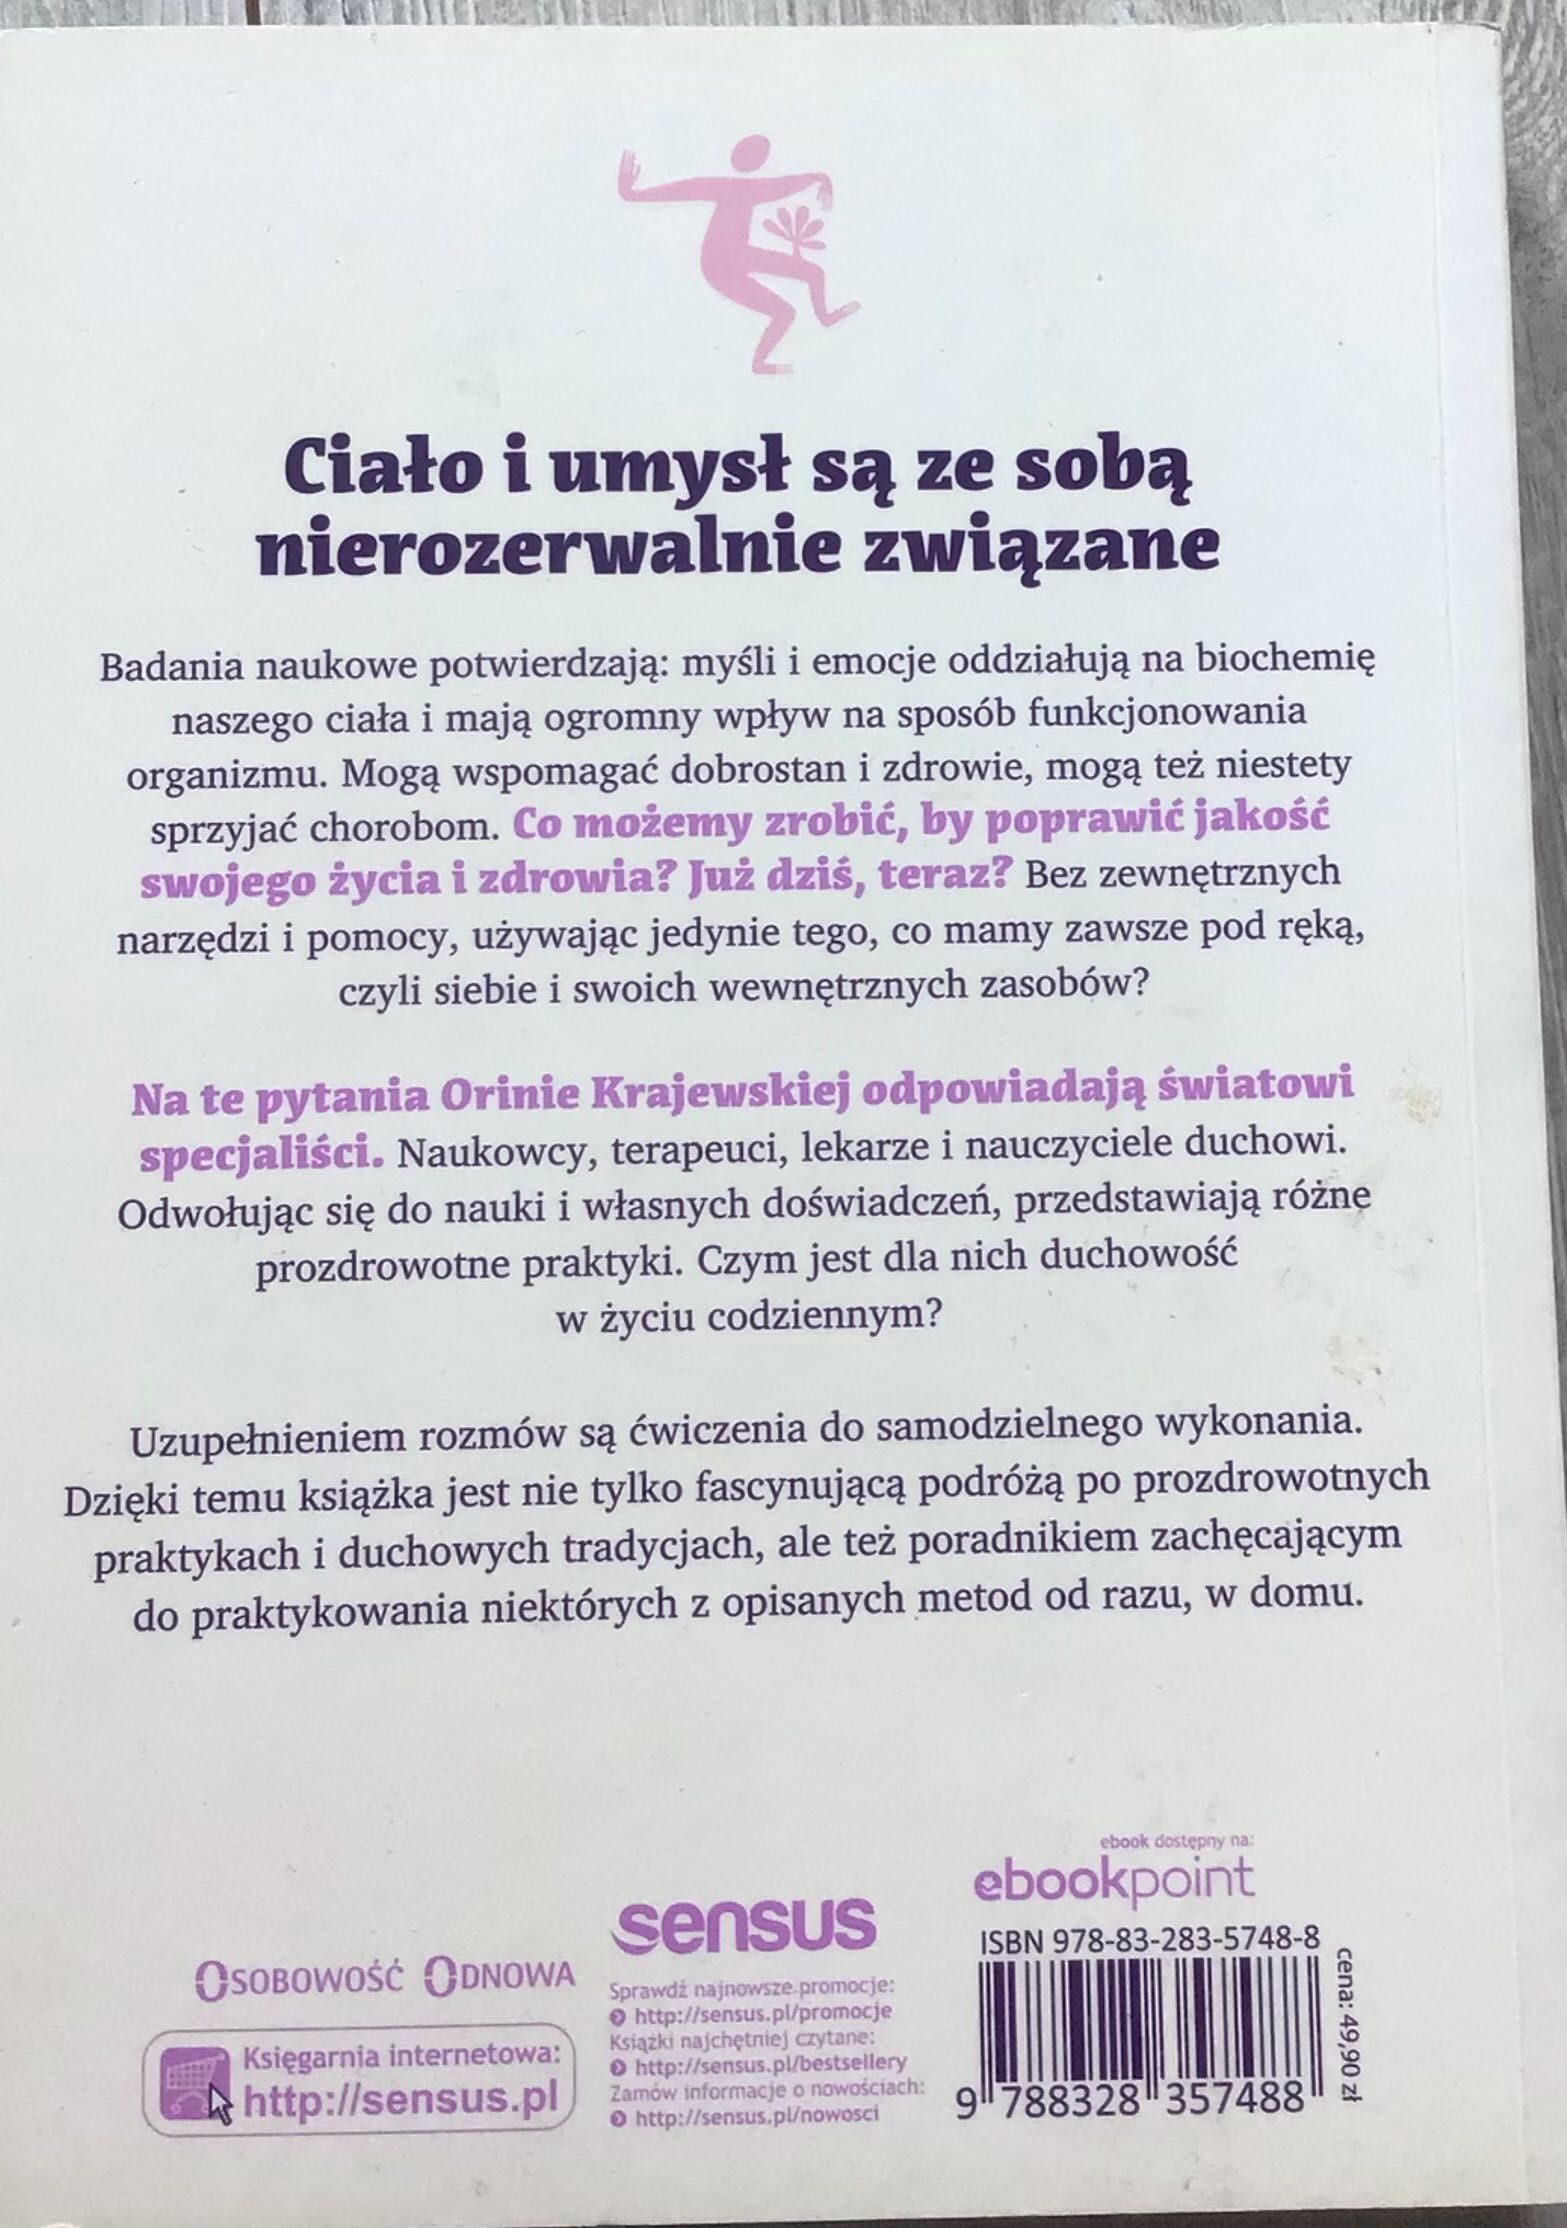 Ciało i umysł są ze sobą
nierozerwalnie związane
Badania naukowe potwierdzają: myśli i emocje oddziałują na biochemię
naszego ciała i mają ogromny wpływ na sposób funkcjonowania
organizmu. Mogą wspomagać dobrostan i zdrowie, mogą też niestety
sprzyjać chorobom. Co możemy zrobić, by poprawić jakość
swojego życia i zdrowia? Już dziś, teraz? Bez zewnętrznych
narzędzi i pomocy, używając jedynie tego, co mamy zawsze pod ręką,
czyli siebie i swoich wewnętrznych zasobów?
Na te pytania Orinie Krajewskiej odpowiadają światowi
specjaliści. Naukowcy, terapeuci, lekarze i nauczyciele duchowi.
Odwołując się do nauki i własnych doświadczeń, przedstawiają różne
prozdrowotne praktyki. Czym jest dla nich duchowość
w życiu codziennym?
Uzupełnieniem rozmów są ćwiczenia do samodzielnego wykonania.
Dzięki temu książka jest nie tylko fascynującą podróżą po prozdrowotnych
praktykach i duchowych tradycjach, ale też poradnikiem zachęcającym
do praktykowania niektórych z opisanych metod od razu, w domu.
OSOBOWOŚĆ ODNOWA
Księgarnia internetowa:
http://sensus.pl
sensus
Sprawdź najnowsze promocje:
http://sensus.pl/promocje
Książki najchętniej czytane:
http://sensus.pl/bestsellery
Zamów informacje o nowościach:
http://sensus.pl/nowosci
ebook dostępny na:
ebookpoint
ISBN 978-83-283-5748-8
9 788328 357488
cena: 49,90 zł